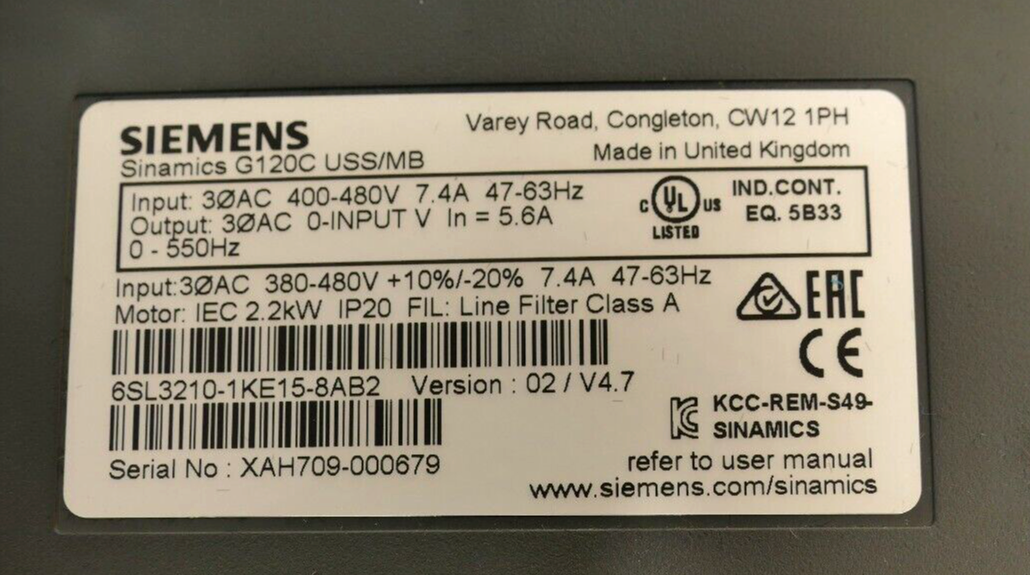 SIEMENS
Sinamics G120C USS/MB
Varey Road, Congleton, CW12 1PH
Made in United Kingdom
Input: 3ØAC 400-480V 7.4A 47-63Hz
Output: 3ØAC 0-INPUT V In = 5.6A
0 - 550Hz
C UL US
LISTED
IND.CONT.
EQ. 5B33
Input:3ØAC 380-480V +10%/-20% 7.4A 47-63Hz
Motor: IEC 2.2kW IP20 FIL: Line Filter Class A
EAC
CE
6SL3210-1KE15-8AB2 Version : 02 / V4.7
KCC-REM-S49-
SINAMICS
Serial No : XAH709-000679
refer to user manual
www.siemens.com/sinamics